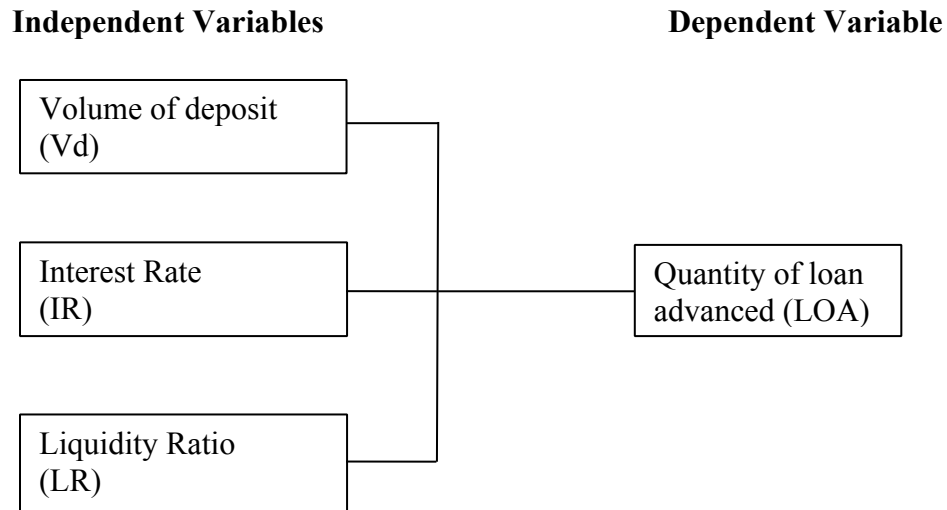 Independent Variables
Dependent Variable
Volume of deposit
(Vd)
Interest Rate
(IR)
Quantity of loan
advanced (LOA)
Liquidity Ratio
(LR)